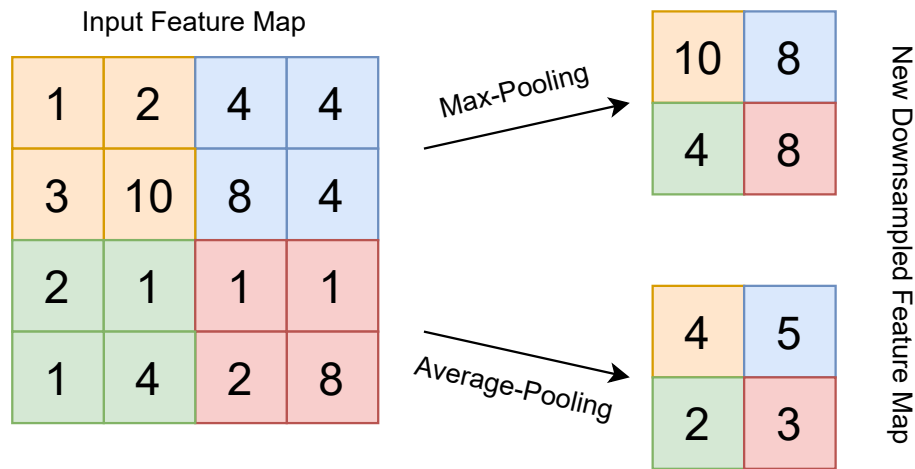 Input Feature Map
1 2 4 4
3 10 8 4
2 1 1 1
1 4 2 8
Max-Pooling
10 8
4 8
Average-Pooling
4 5
2 3
New Downsampled Feature Map